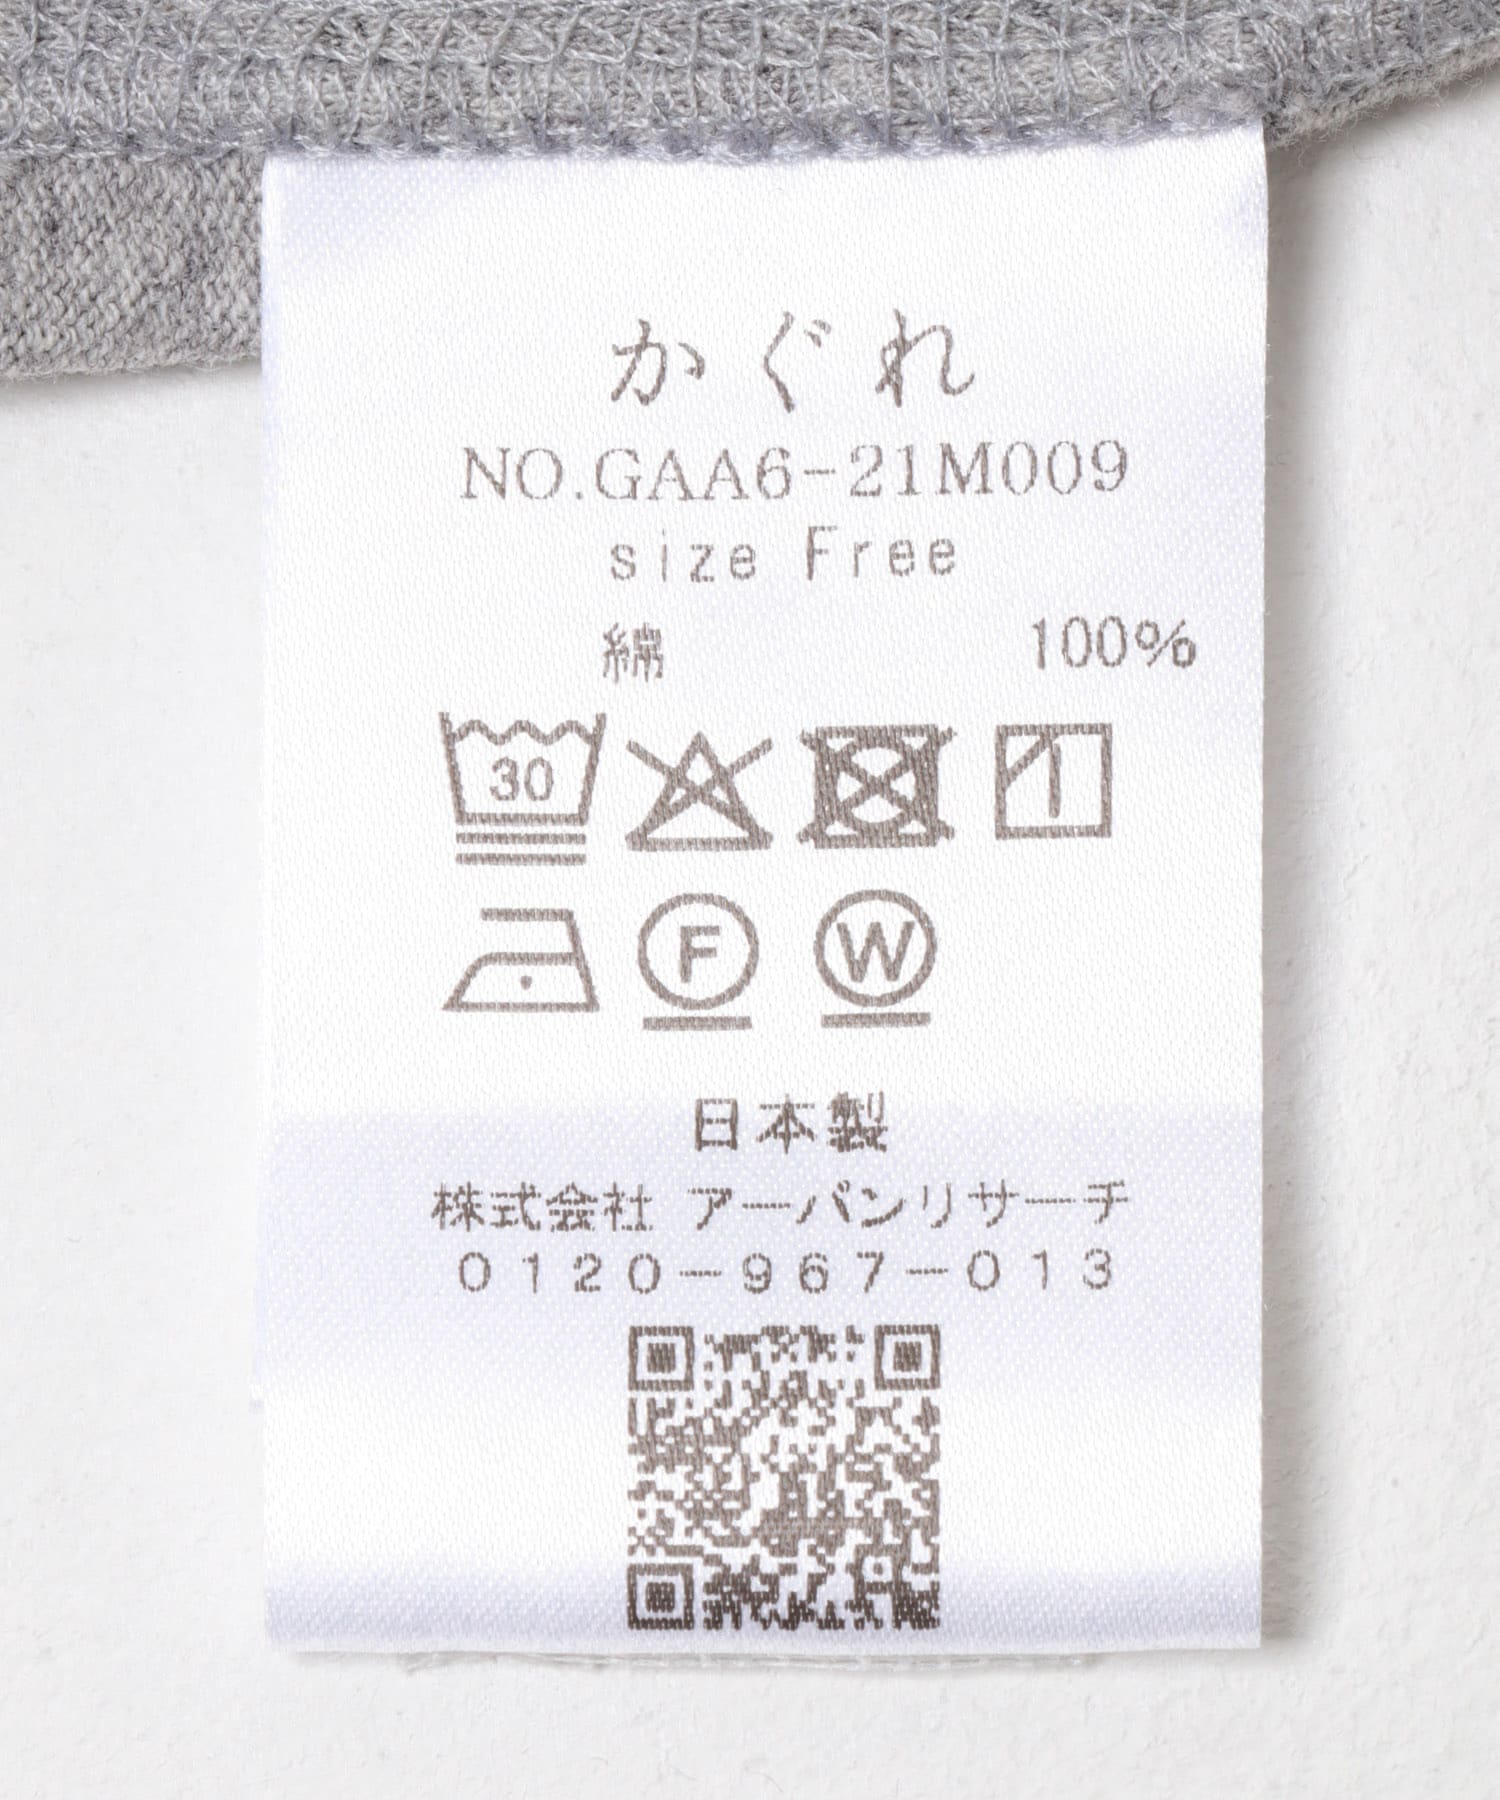 かぐれ
NO.GAA6-21M009
size Free
綿 100%
30
F W
日本製
株式会社 アーバンリサーチ
0120-967-013